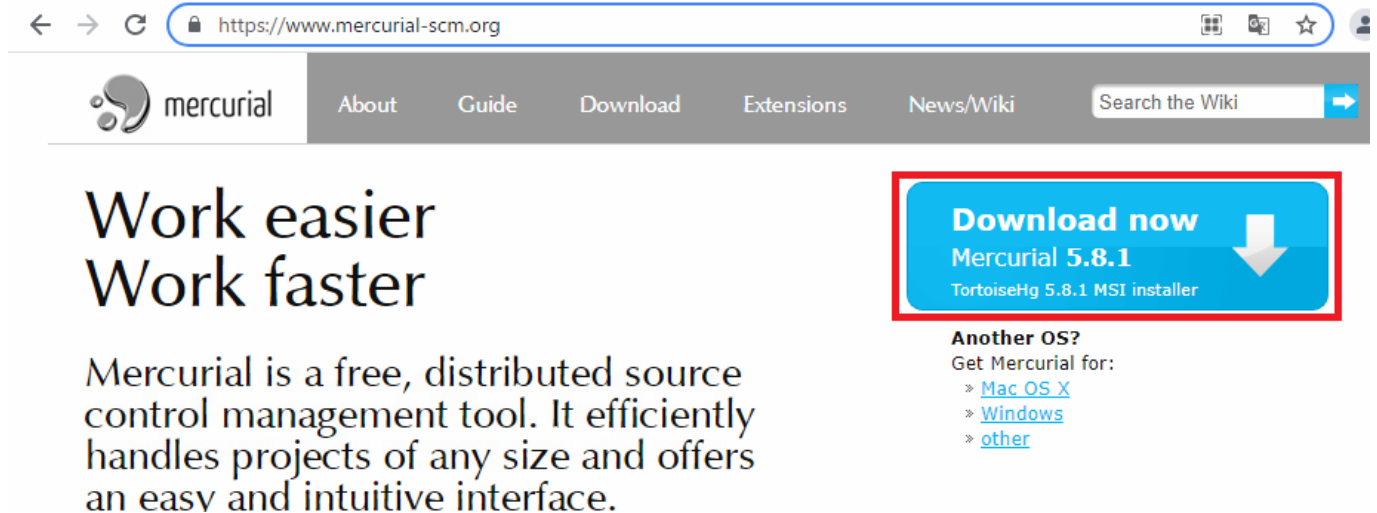 https://www.mercurial-scm.org
mercurial
About
Guide
Download
Extensions
News/Wiki
Search the Wiki
Work easier
Work faster
Mercurial is a free, distributed source
control management tool. It efficiently
handles projects of any size and offers
an easy and intuitive interface.
Download now
Mercurial 5.8.1
TortoiseHg 5.8.1 MSI installer
Another OS?
Get Mercurial for:
» Mac OS X
» Windows
» other